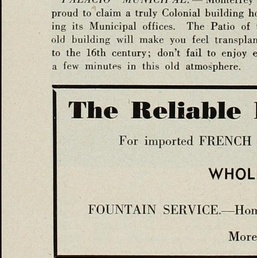 PALACIO MUNICIPAL.—Monterrey
proud to claim a truly Colonial building ho
ing its Municipal offices. The Patio of
old building will make you feel transplan
to the 16th century; don't fail to enjoy e
a few minutes in this old atmosphere.
The Reliable
For imported FRENCH
WHOL
FOUNTAIN SERVICE.—Hom
More